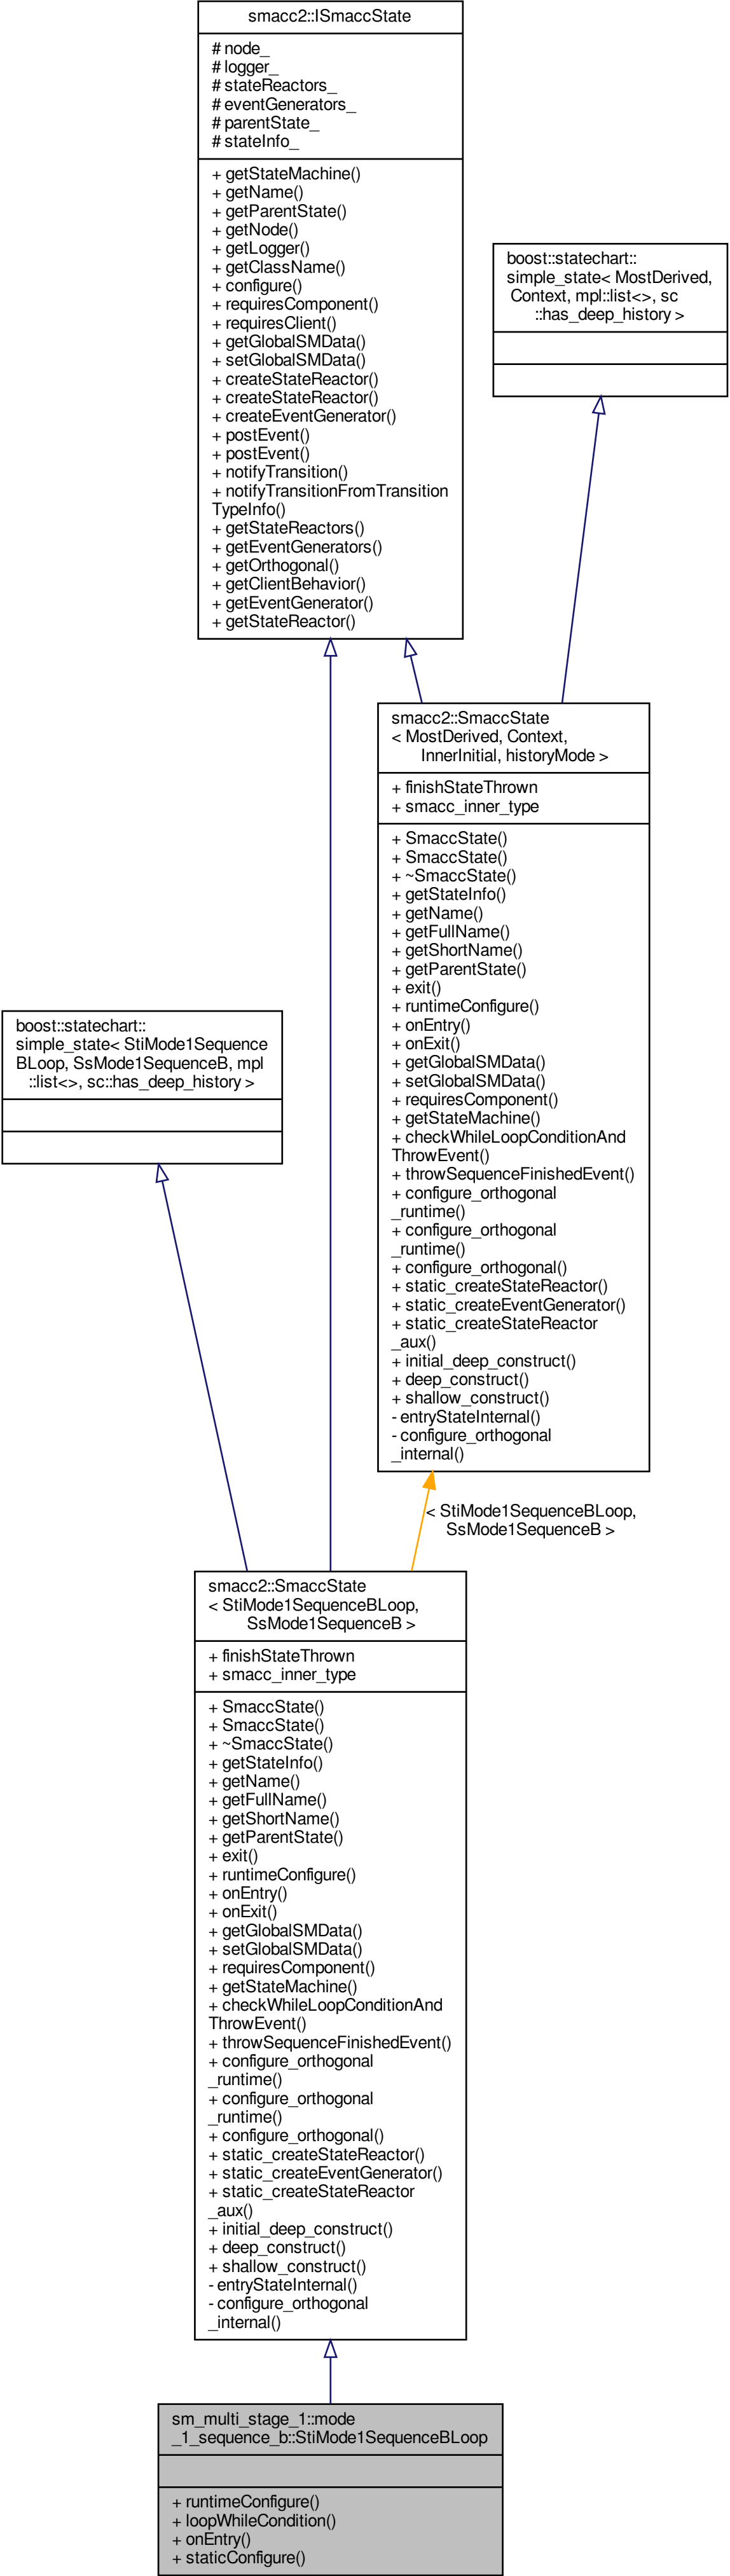 smacc2::ISmaccState
# node_
# logger_
# stateReactors_
# eventGenerators_
# parentState_
# stateInfo_
+ getStateMachine()
+ getName()
+ getParentState()
+ getNode()
+ getLogger()
+ getClassName()
+ configure()
+ requiresComponent()
+ requiresClient()
+ getGlobalSMData()
+ setGlobalSMData()
+ createStateReactor()
+ createStateReactor()
+ createEventGenerator()
+ postEvent()
+ postEvent()
+ notifyTransition()
+ notifyTransitionFromTransition
TypeInfo()
+ getStateReactors()
+ getEventGenerators()
+ getOrthogonal()
+ getClientBehavior()
+ getEventGenerator()
+ getStateReactor()
boost::statechart::
simple_state< MostDerived,
Context, mpl::list<>, sc
::has_deep_history >
smacc2::SmaccState
< MostDerived, Context,
InnerInitial, historyMode >
+ finishStateThrown
+ smacc_inner_type
+ SmaccState()
+ SmaccState()
+ ~SmaccState()
+ getStateInfo()
+ getName()
+ getFullName()
+ getShortName()
+ getParentState()
+ exit()
+ runtimeConfigure()
+ onEntry()
+ onExit()
+ getGlobalSMData()
+ setGlobalSMData()
+ requiresComponent()
+ getStateMachine()
+ checkWhileLoopConditionAnd
ThrowEvent()
+ throwSequenceFinishedEvent()
+ configure_orthogonal
_runtime()
+ configure_orthogonal
_runtime()
+ configure_orthogonal()
+ static_createStateReactor()
+ static_createEventGenerator()
+ static_createStateReactor
_aux()
+ initial_deep_construct()
+ deep_construct()
+ shallow_construct()
- entryStateInternal()
- configure_orthogonal
_internal()
boost::statechart::
simple_state< StiMode1Sequence
BLoop, SsMode1SequenceB, mpl
::list<>, sc::has_deep_history >
< StiMode1SequenceBLoop,
SsMode1SequenceB >
smacc2::SmaccState
< StiMode1SequenceBLoop,
SsMode1SequenceB >
+ finishStateThrown
+ smacc_inner_type
+ SmaccState()
+ SmaccState()
+ ~SmaccState()
+ getStateInfo()
+ getName()
+ getFullName()
+ getShortName()
+ getParentState()
+ exit()
+ runtimeConfigure()
+ onEntry()
+ onExit()
+ getGlobalSMData()
+ setGlobalSMData()
+ requiresComponent()
+ getStateMachine()
+ checkWhileLoopConditionAnd
ThrowEvent()
+ throwSequenceFinishedEvent()
+ configure_orthogonal
_runtime()
+ configure_orthogonal
_runtime()
+ configure_orthogonal()
+ static_createStateReactor()
+ static_createEventGenerator()
+ static_createStateReactor
_aux()
+ initial_deep_construct()
+ deep_construct()
+ shallow_construct()
- entryStateInternal()
- configure_orthogonal
_internal()
sm_multi_stage_1::mode
_1_sequence_b::StiMode1SequenceBLoop
+ runtimeConfigure()
+ loopWhileCondition()
+ onEntry()
+ staticConfigure()